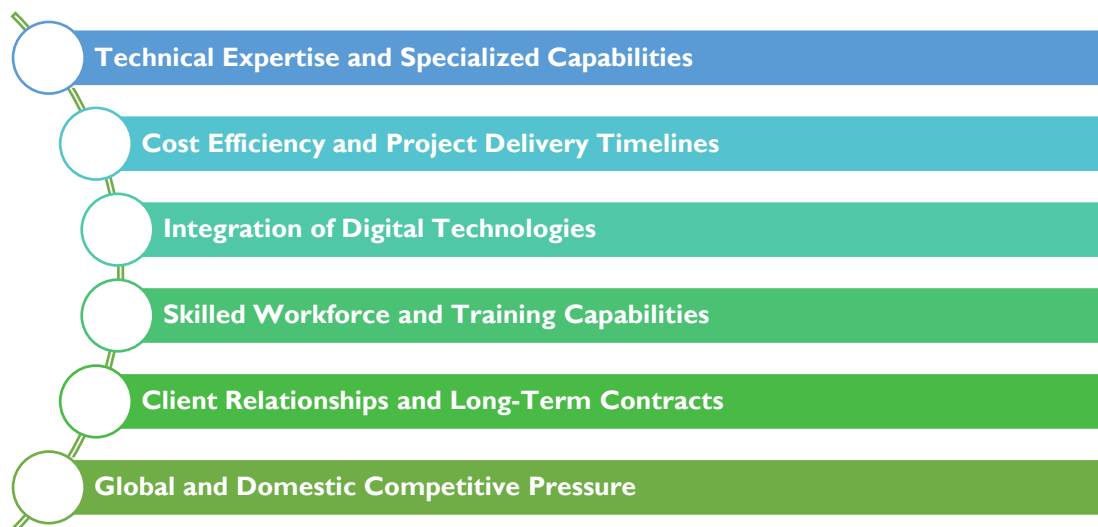 Technical Expertise and Specialized Capabilities
Cost Efficiency and Project Delivery Timelines
Integration of Digital Technologies
Skilled Workforce and Training Capabilities
Client Relationships and Long-Term Contracts
Global and Domestic Competitive Pressure